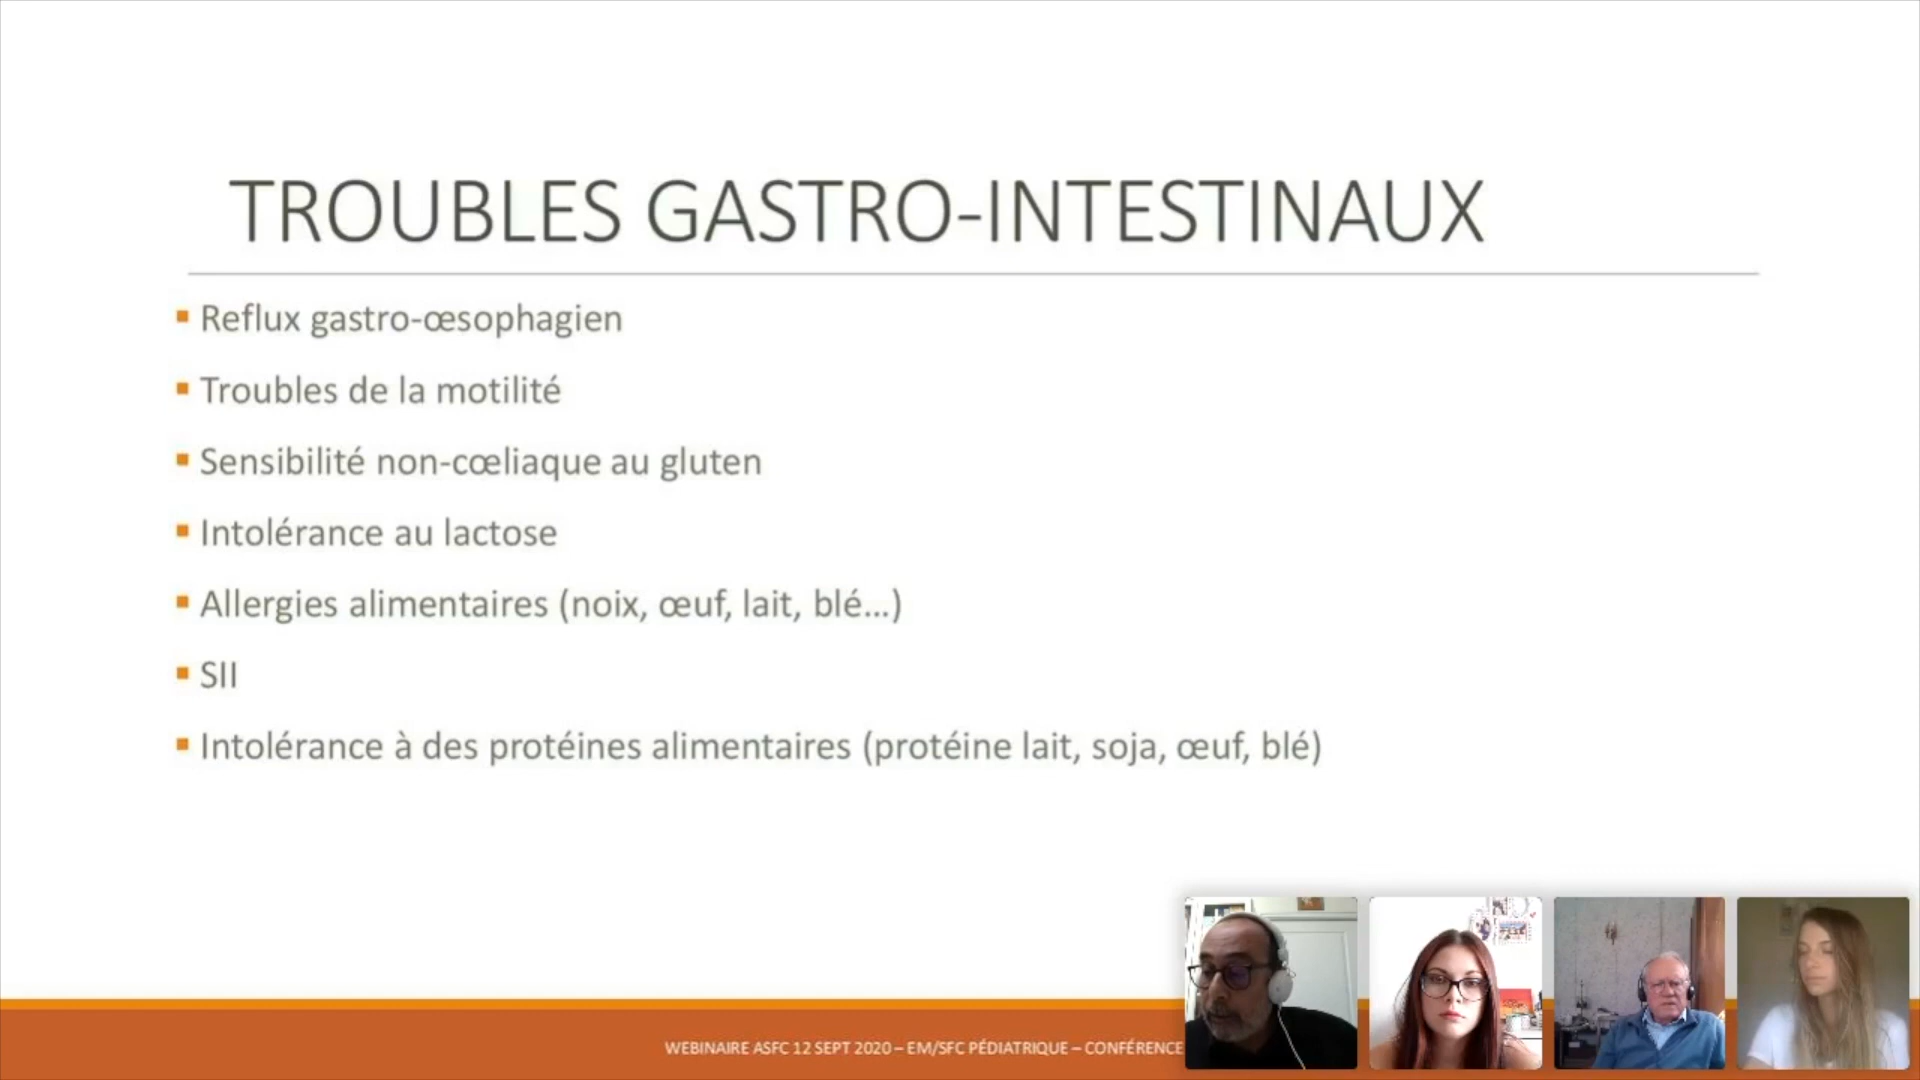 TROUBLES GASTRO-INTESTINAUX
Reflux gastro-œsophagien
Troubles de la motilité
Sensibilité non-cœliaque au gluten
Intolérance au lactose
Allergies alimentaires (noix, œuf, lait, blé...)
SII
Intolérance à des protéines alimentaires (protéine lait, soja, œuf, blé)
WEBINAIRE ASFC 12 SEPT 2020 – EM/SFC PÉDIATRIQUE – CONFÉRENCE